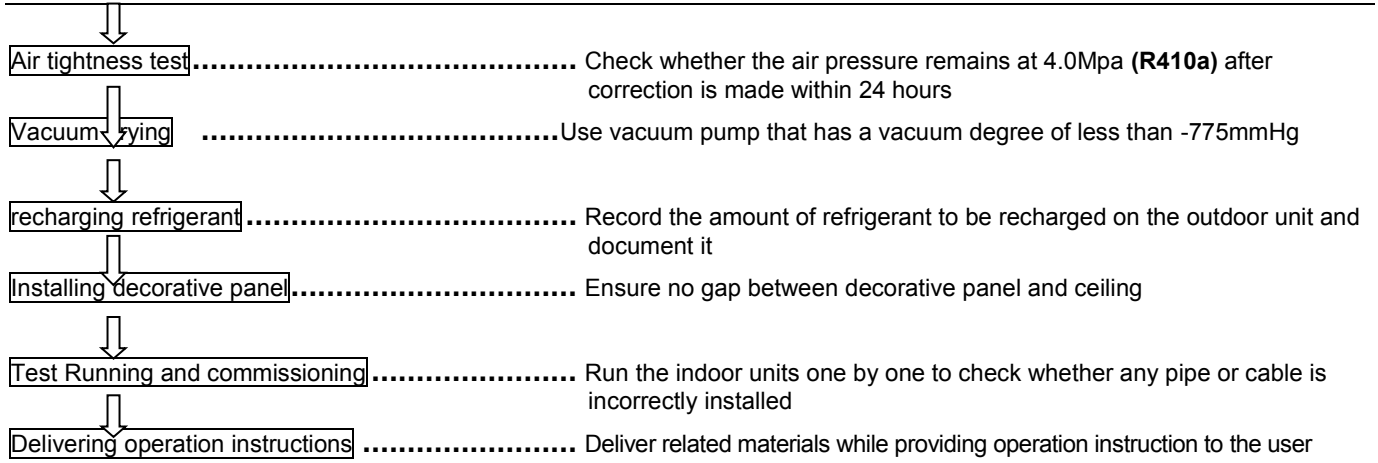 Air tightness test.......................................... Check whether the air pressure remains at 4.0Mpa (R410a) after
correction is made within 24 hours
Vacuum rying .......................................Use vacuum pump that has a vacuum degree of less than -775mmHg
recharging refrigerant.................................... Record the amount of refrigerant to be recharged on the outdoor unit and
document it
Installing decorative panel............................... Ensure no gap between decorative panel and ceiling
Test Running and commissioning....................... Run the indoor units one by one to check whether any pipe or cable is
incorrectly installed
Delivering operation instructions ....................... Deliver related materials while providing operation instruction to the user